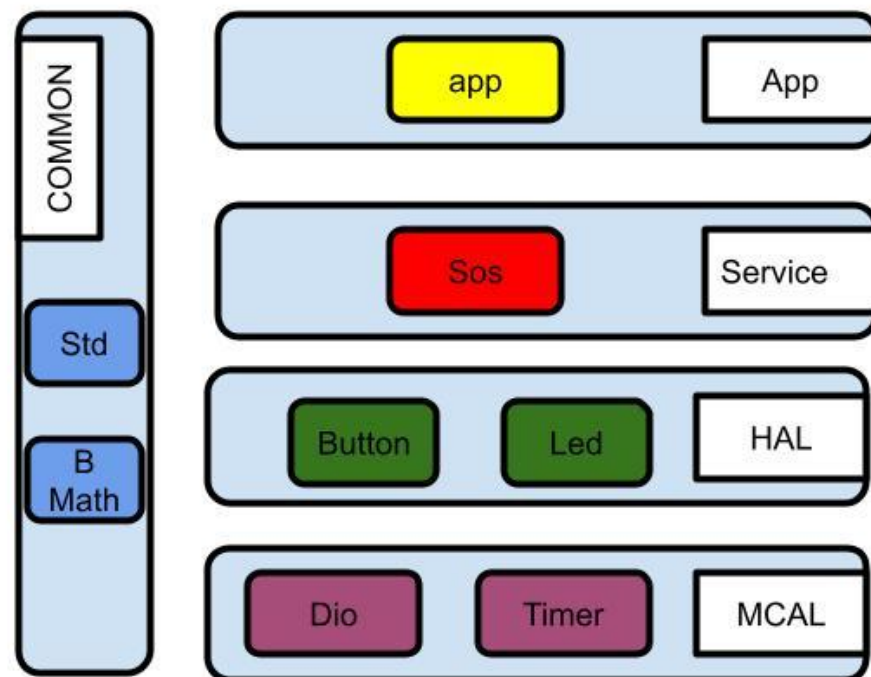 COMMON
Std
B
Math
app
App
Sos
Service
Button
Led
HAL
Dio
Timer
MCAL